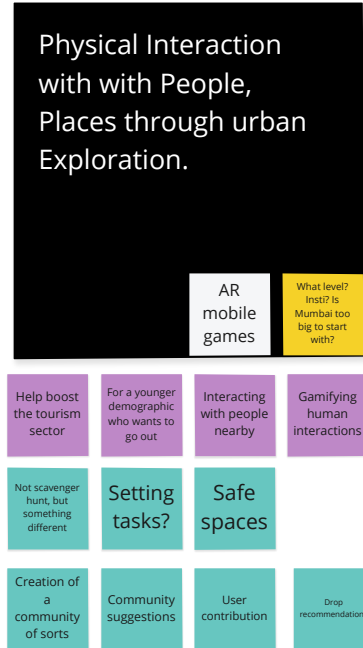 Physical Interaction
with with People,
Places through urban
Exploration.
AR
mobile
games
What level?
Insti? Is
Mumbai too
big to start
with?
Help boost
the tourism
sector
For a younger
demographic
who wants to
go out
Interacting
with people
nearby
Gamifying
human
interactions
Not scavenger
hunt, but
something
different
Setting
tasks?
Safe
spaces
Creation of
a
community
of sorts
Community
suggestions
User
contribution
Drop
recommendation